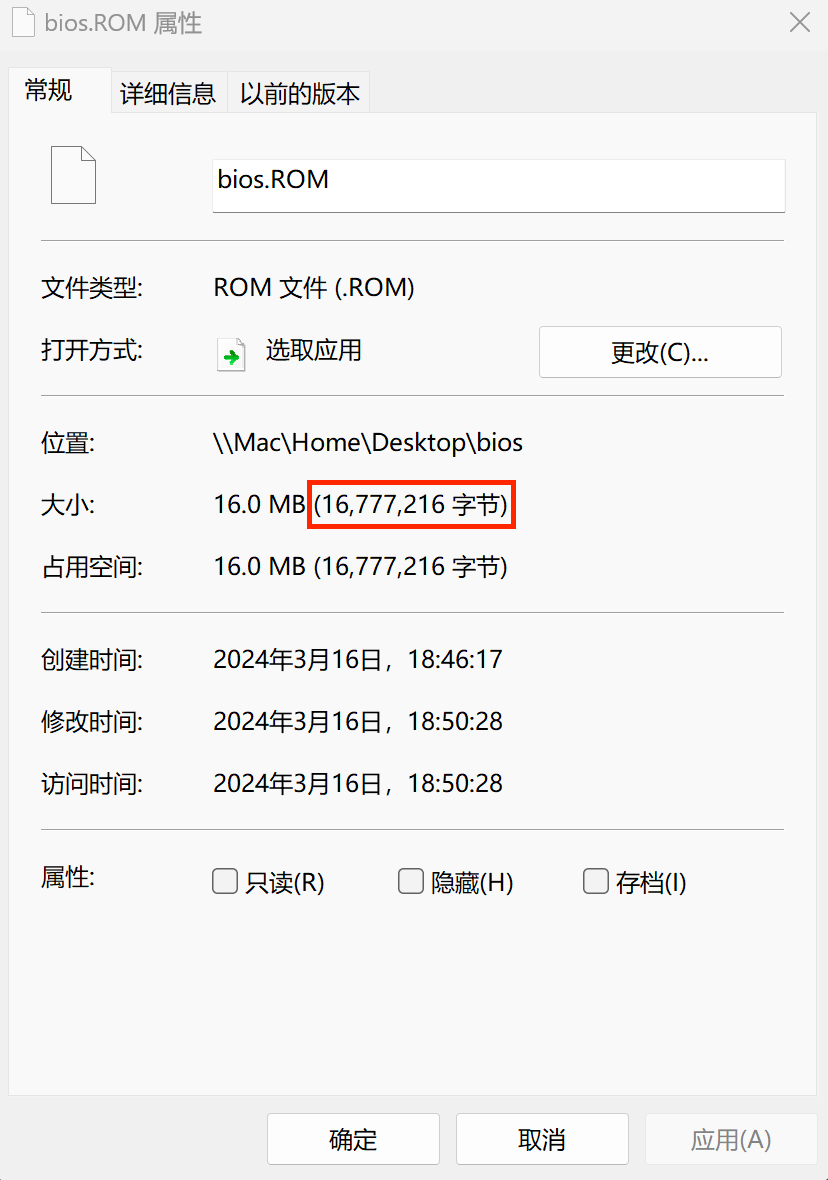 bios.ROM 属性
常规 详细信息 以前的版本
bios.ROM
文件类型: ROM 文件 (.ROM)
打开方式: 选取应用 更改(C)...
位置: \\Mac\Home\Desktop\bios
大小: 16.0 MB (16,777,216 字节)
占用空间: 16.0 MB (16,777,216 字节)
创建时间: 2024年3月16日，18:46:17
修改时间: 2024年3月16日，18:50:28
访问时间: 2024年3月16日，18:50:28
属性: 只读(R) 隐藏(H) 存档(I)
确定 取消 应用(A)